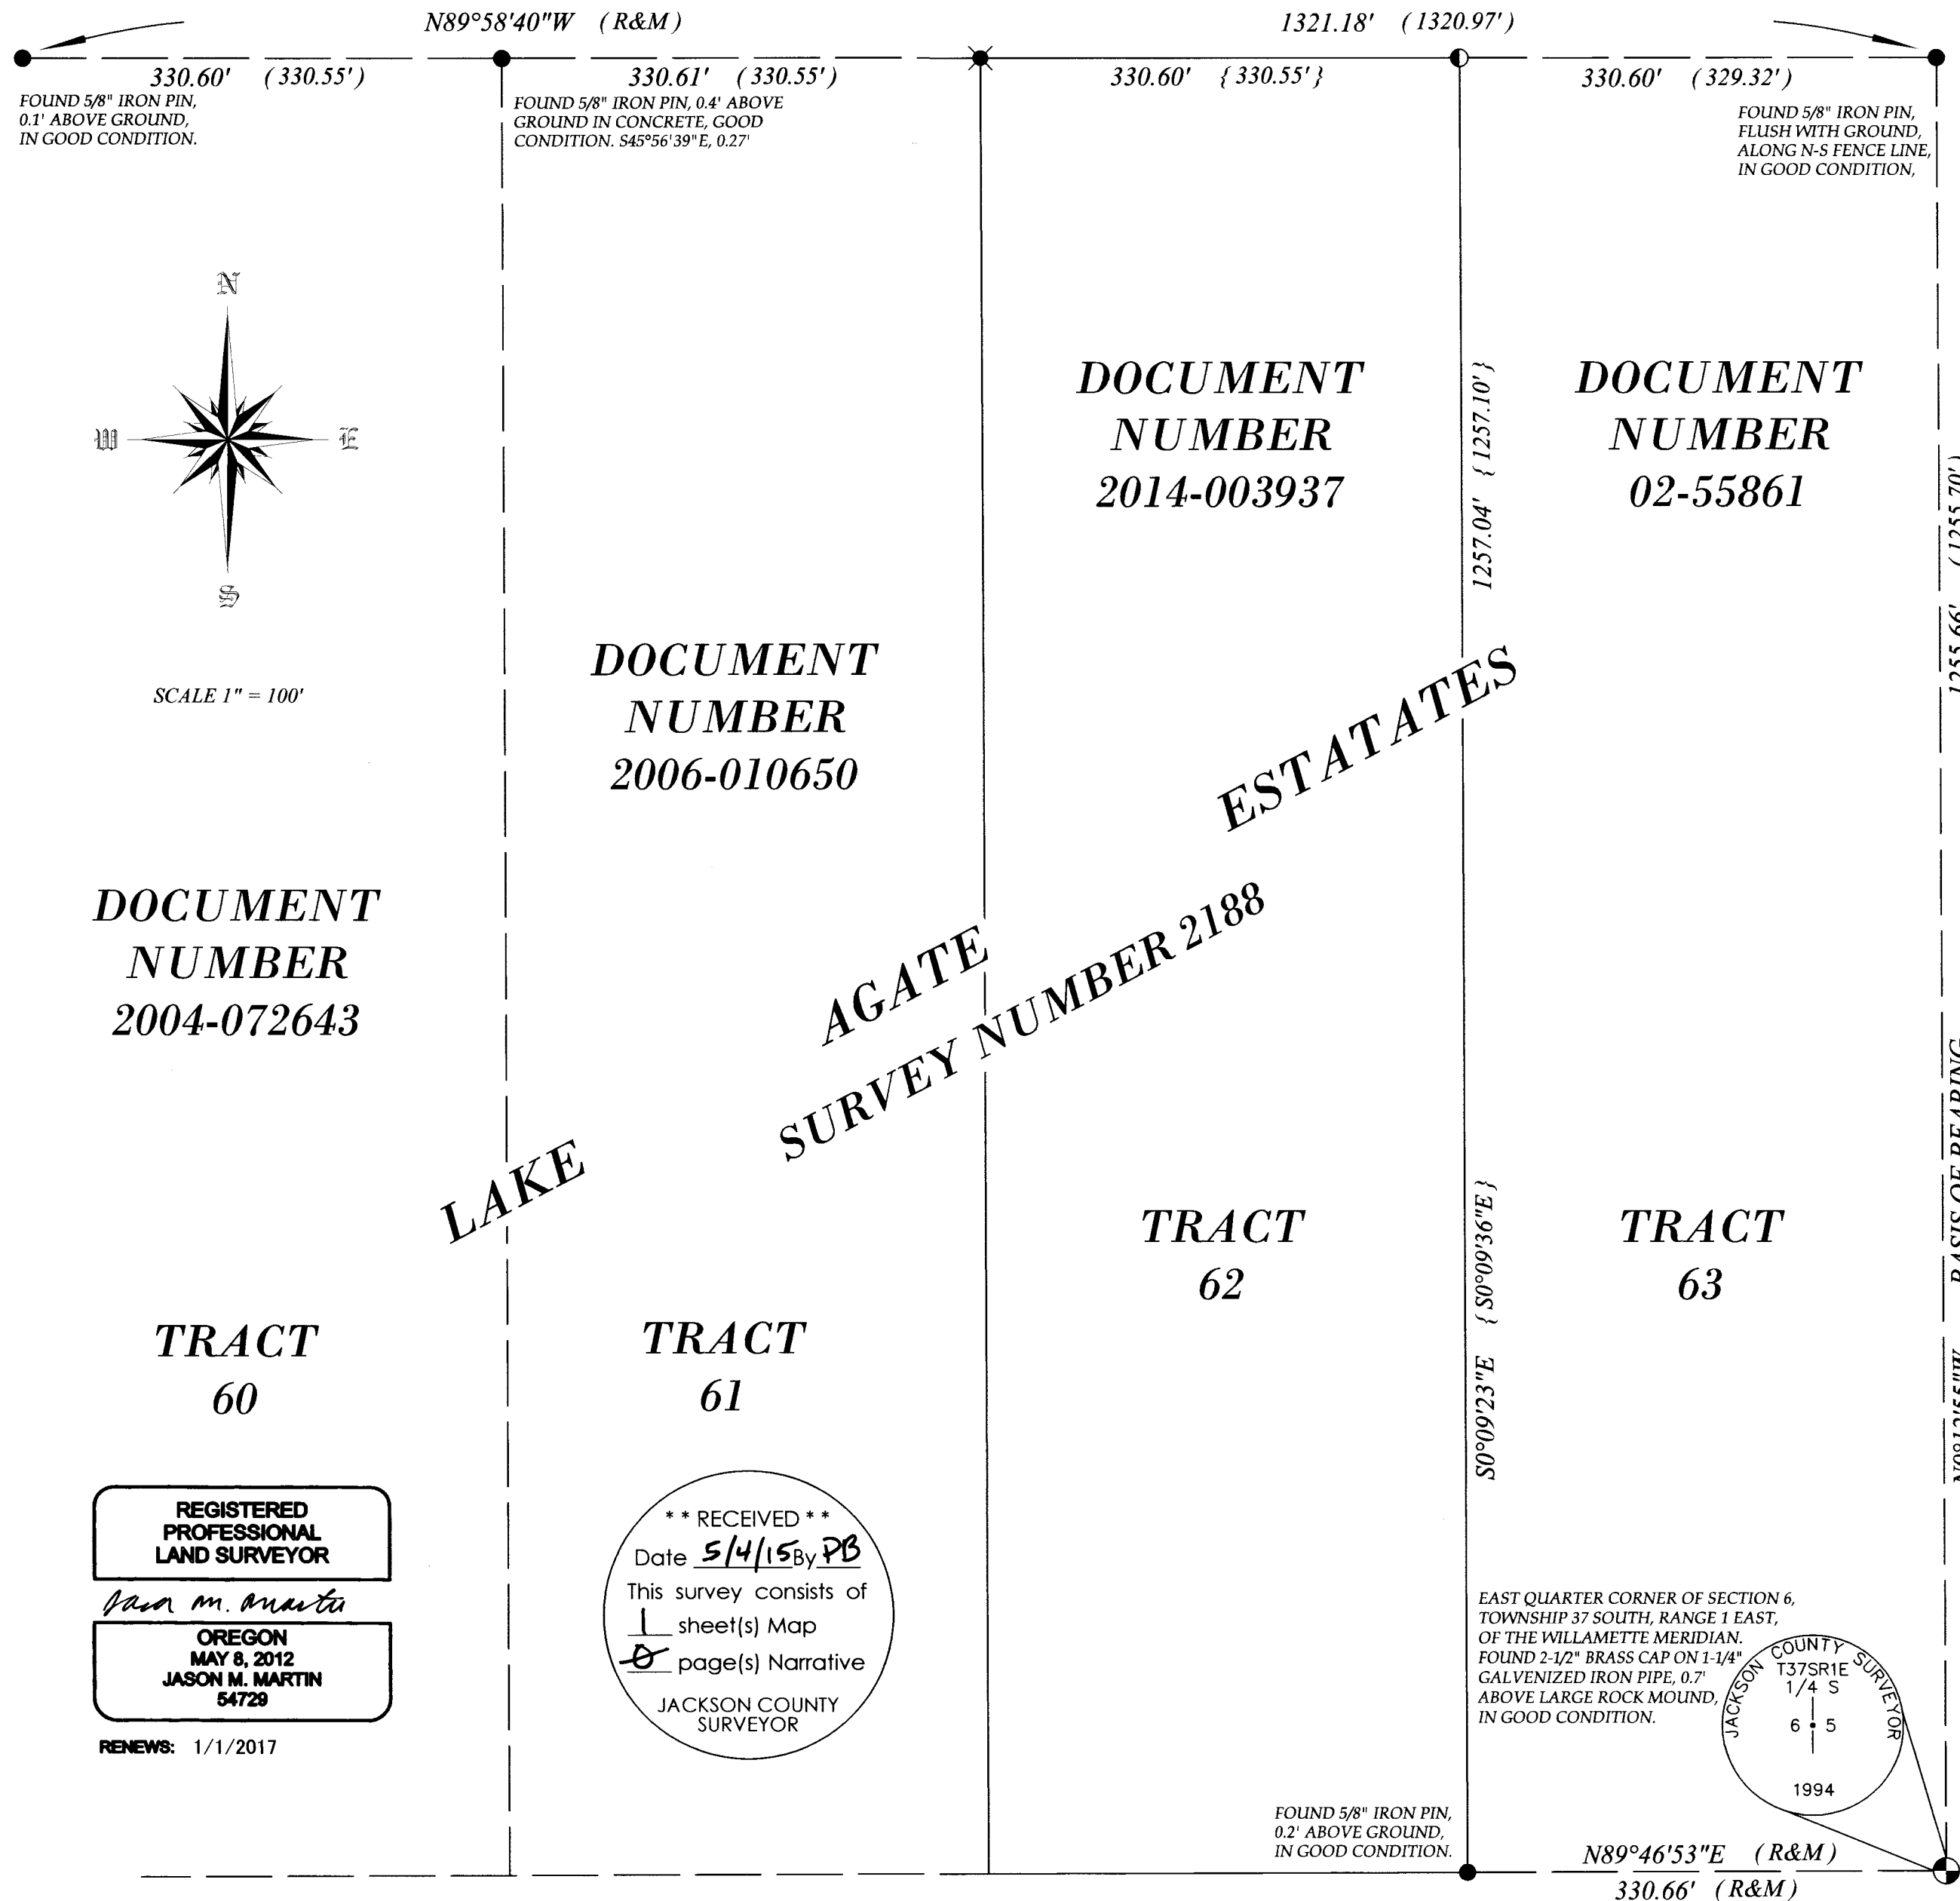 N89°58'40"W (R&M)
1321.18' (1320.97')
330.60' (330.55')
330.61' (330.55')
330.60' {330.55'}
330.60' (329.32')
FOUND 5/8" IRON PIN,
0.1' ABOVE GROUND,
IN GOOD CONDITION.
FOUND 5/8" IRON PIN, 0.4' ABOVE
GROUND IN CONCRETE, GOOD
CONDITION. S45°56'39"E, 0.27'
FOUND 5/8" IRON PIN,
FLUSH WITH GROUND,
ALONG N-S FENCE LINE,
IN GOOD CONDITION,
N
W E
S
SCALE 1" = 100'
DOCUMENT
NUMBER
2014-003937
1257.04' {1257.10'}
DOCUMENT
NUMBER
02-55861
1255.66' (1255.70')
DOCUMENT
NUMBER
2006-010650
DOCUMENT
NUMBER
2004-072643
LAKE AGATE ESTATATES
SURVEY NUMBER 2188
TRACT
60
TRACT
61
TRACT
62
S0°09'23"E {S0°09'36"E}
TRACT
63
BASIS OF BEARING
REGISTERED
PROFESSIONAL
LAND SURVEYOR
Jason M. Martin
OREGON
MAY 8, 2012
JASON M. MARTIN
54729
RENEWS: 1/1/2017
* * RECEIVED * *
Date 5/4/15 By PB
This survey consists of
1 sheet(s) Map
0 page(s) Narrative
JACKSON COUNTY
SURVEYOR
EAST QUARTER CORNER OF SECTION 6,
TOWNSHIP 37 SOUTH, RANGE 1 EAST,
OF THE WILLAMETTE MERIDIAN.
FOUND 2-1/2" BRASS CAP ON 1-1/4"
GALVENIZED IRON PIPE, 0.7'
ABOVE LARGE ROCK MOUND,
IN GOOD CONDITION.
JACKSON COUNTY SURVEYOR
T37SR1E
1/4 S
6 5
1994
FOUND 5/8" IRON PIN,
0.2' ABOVE GROUND,
IN GOOD CONDITION.
N89°46'53"E (R&M)
330.66' (R&M)